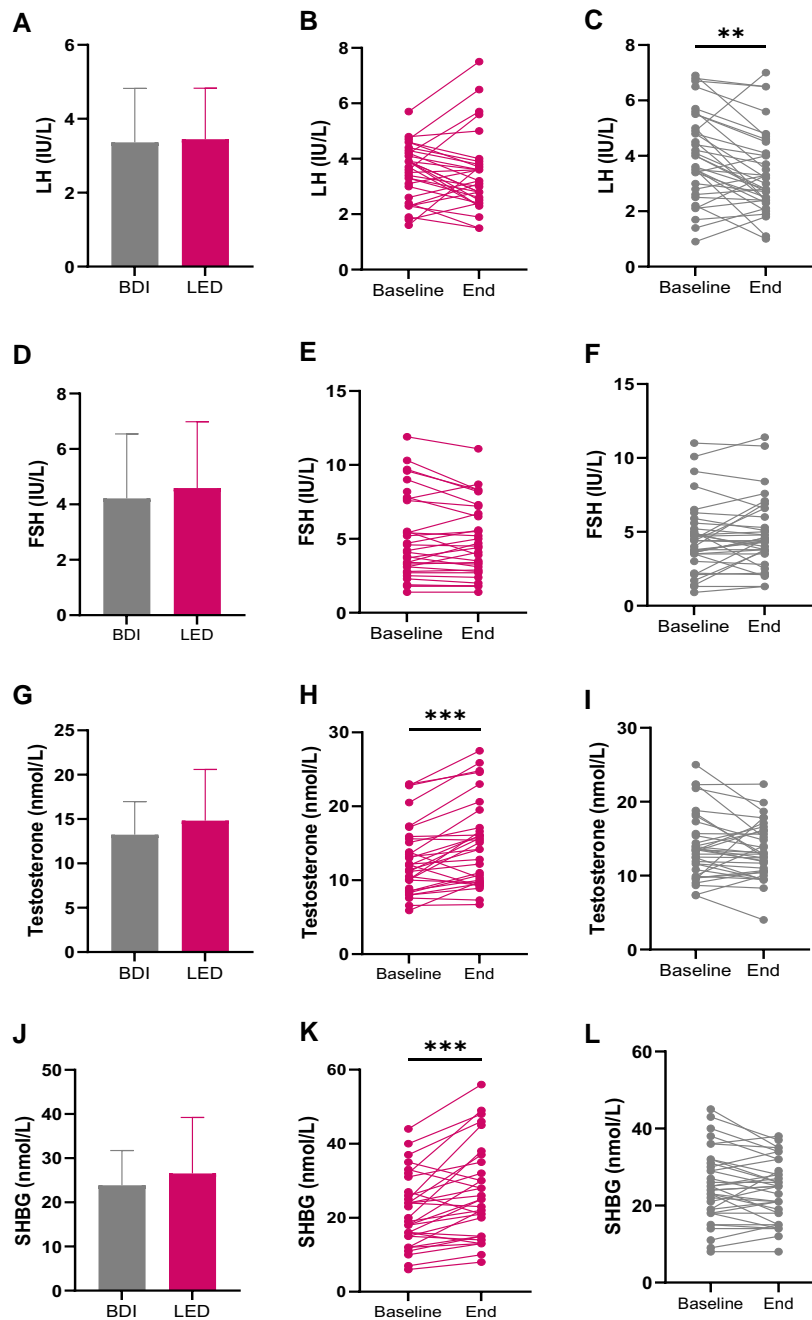 A
LH (IU/L)
6
4
2
0
BDI LED
B
LH (IU/L)
8
6
4
2
0
Baseline End
C
**
LH (IU/L)
8
6
4
2
0
Baseline End
D
FSH (IU/L)
8
6
4
2
0
BDI LED
E
FSH (IU/L)
15
10
5
0
Baseline End
F
FSH (IU/L)
15
10
5
0
Baseline End
G
Testosterone (nmol/L)
25
20
15
10
5
0
BDI LED
H
***
Testosterone (nmol/L)
30
20
10
0
Baseline End
I
Testosterone (nmol/L)
30
20
10
0
Baseline End
J
SHBG (nmol/L)
50
40
30
20
10
0
BDI LED
K
***
SHBG (nmol/L)
60
40
20
0
Baseline End
L
SHBG (nmol/L)
60
40
20
0
Baseline End